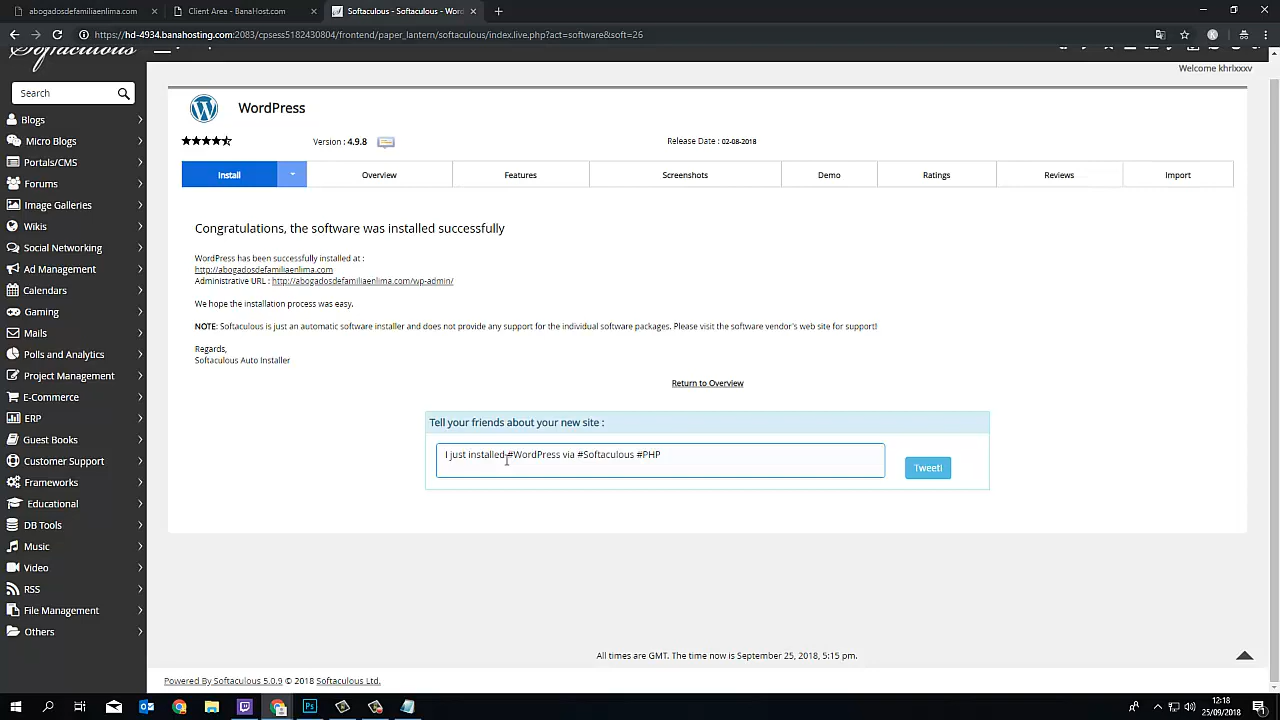 abogadosdefamiliaenlima.com
Client Area - BanaHost.com
Softaculous - Softaculous - Word
https://hd-4934.banahosting.com:2083/cpsess5182430804/frontend/paper_lantern/softaculous/index.live.php?act=software&soft=26
Softaculous
Welcome khrlxxxv
Search
WordPress
Blogs
Micro Blogs
Portals/CMS
Forums
Image Galleries
Wikis
Social Networking
Ad Management
Calendars
Gaming
Mails
Polls and Analytics
Project Management
E-Commerce
ERP
Guest Books
Customer Support
Frameworks
Educational
DB Tools
Music
Video
RSS
File Management
Others
Version : 4.9.8
Release Date : 02-08-2018
Install
Overview
Features
Screenshots
Demo
Ratings
Reviews
Import
Congratulations, the software was installed successfully
WordPress has been successfully installed at :
http://abogadosdefamiliaenlima.com
Administrative URL : http://abogadosdefamiliaenlima.com/wp-admin/
We hope the installation process was easy.
NOTE: Softaculous is just an automatic software installer and does not provide any support for the individual software packages. Please visit the software vendor's web site for support!
Regards,
Softaculous Auto Installer
Return to Overview
Tell your friends about your new site :
I just installed #WordPress via #Softaculous #PHP
Tweet!
All times are GMT. The time now is September 25, 2018, 5:15 pm.
Powered By Softaculous 5.0.9 © 2018 Softaculous Ltd.
12:18
25/09/2018